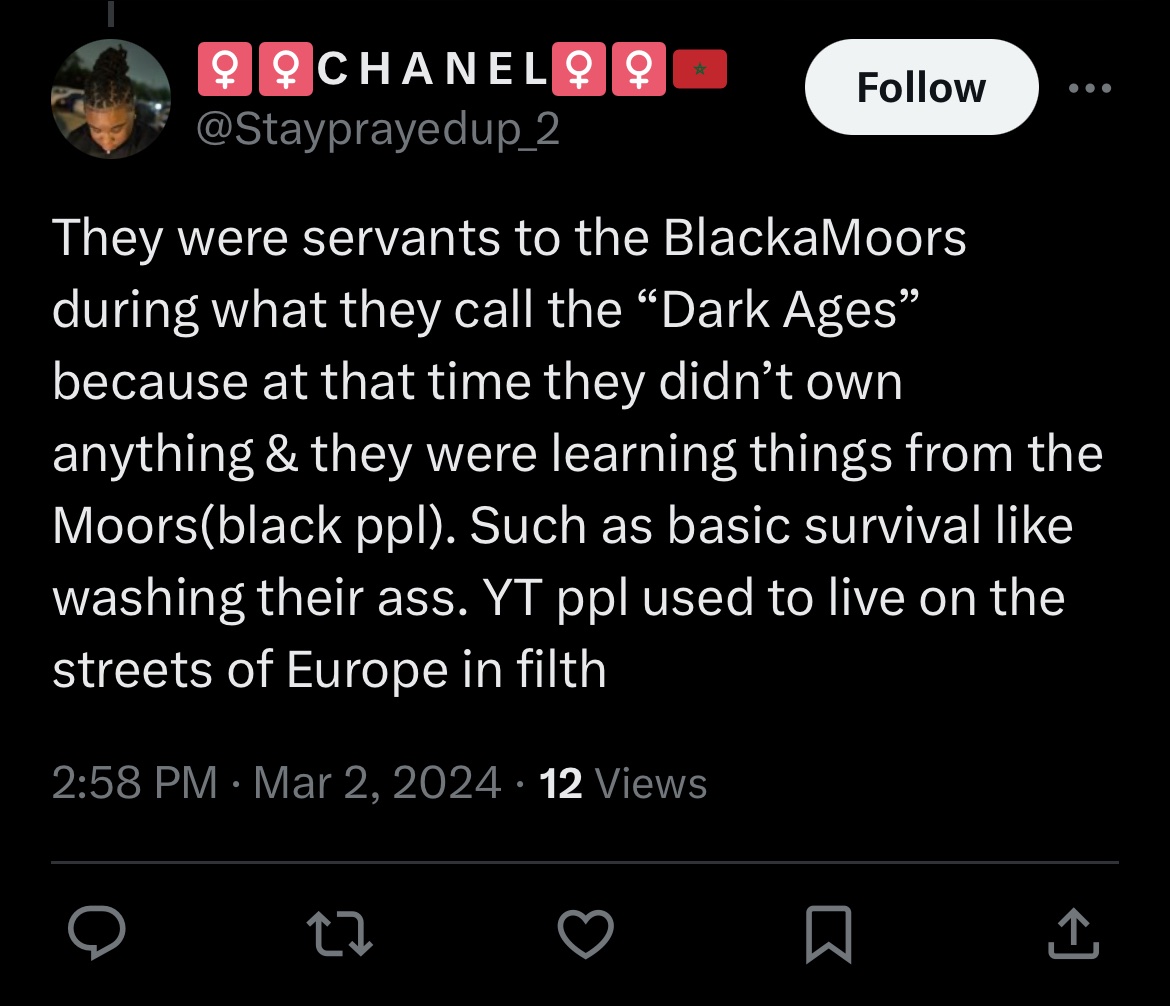 ♀️♀️CHANEL♀️♀️🇲🇦
Follow
@Stayprayedup_2
They were servants to the BlackaMoors
during what they call the “Dark Ages”
because at that time they didn’t own
anything & they were learning things from the
Moors(black ppl). Such as basic survival like
washing their ass. YT ppl used to live on the
streets of Europe in filth
2:58 PM · Mar 2, 2024 · 12 Views